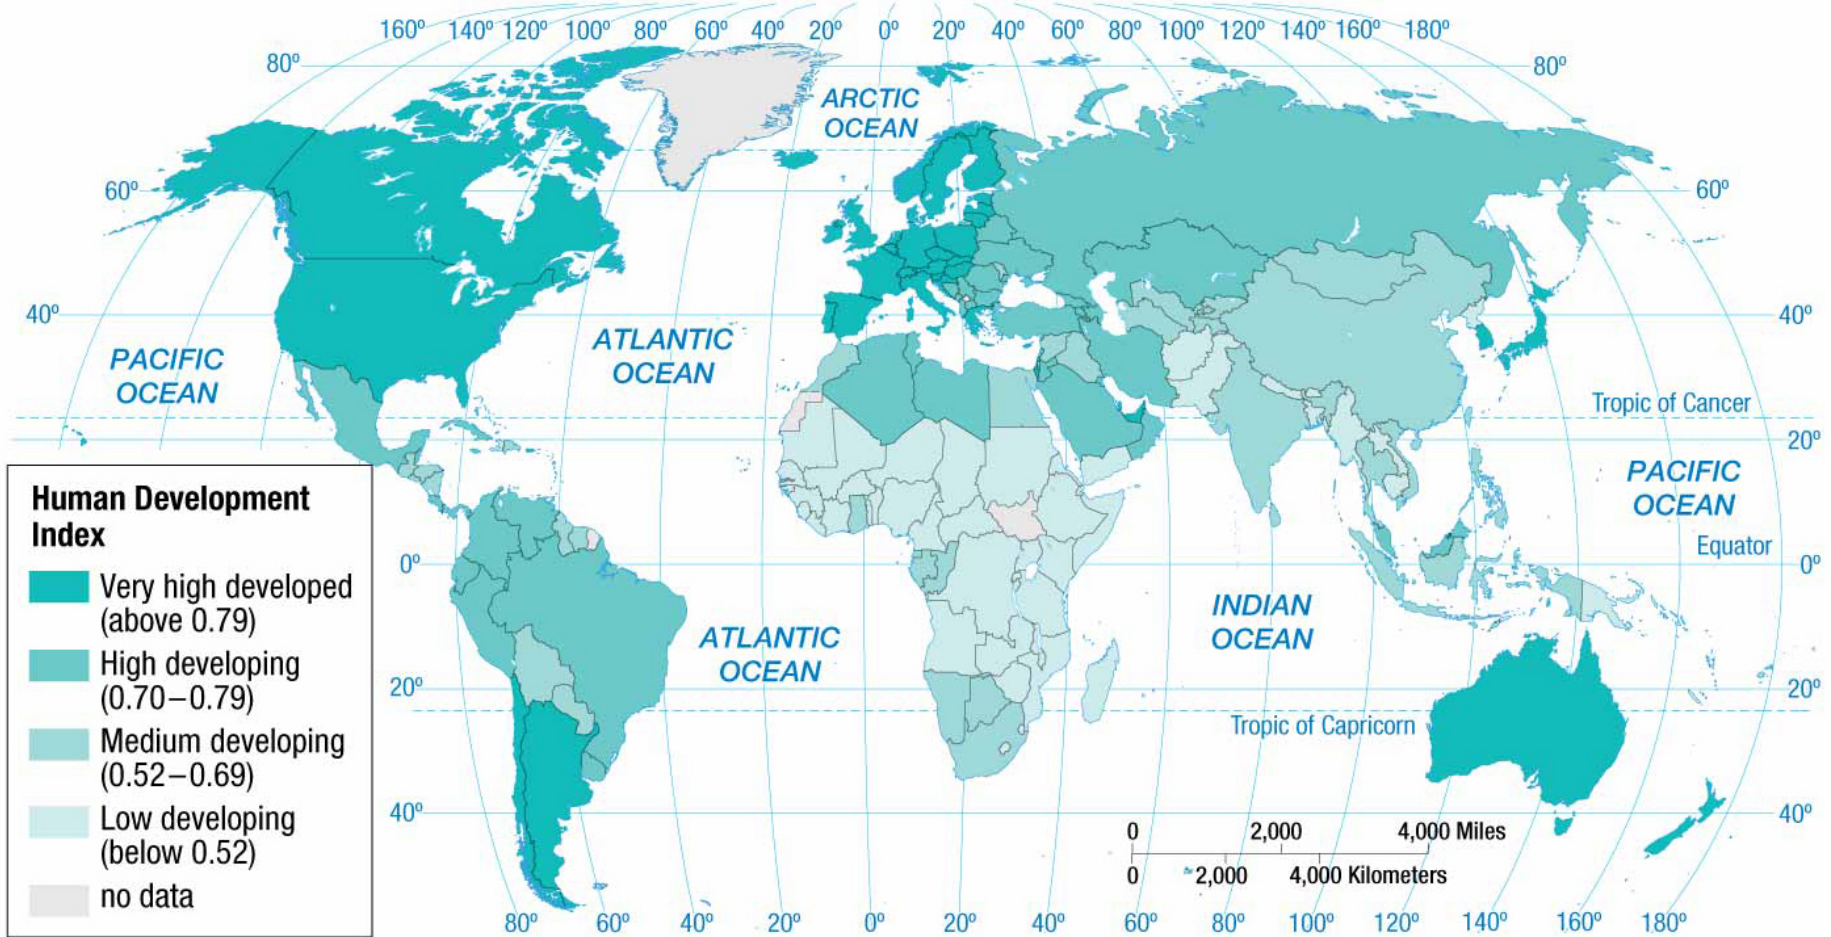 160º 140º 120º 100º 80º 60º 40º 20º 0º 20º 40º 60º 80º 100º 120º 140º 160º 180º
80º
80º
ARCTIC
OCEAN
60º
60º
40º
40º
PACIFIC
OCEAN
ATLANTIC
OCEAN
Tropic of Cancer
20º
PACIFIC
OCEAN
Equator
0º
0º
INDIAN
OCEAN
ATLANTIC
OCEAN
20º
20º
Tropic of Capricorn
40º
40º
Human Development
Index
Very high developed
(above 0.79)
High developing
(0.70–0.79)
Medium developing
(0.52–0.69)
Low developing
(below 0.52)
no data
0 2,000 4,000 Miles
0 2,000 4,000 Kilometers
80º 60º 40º 20º 0º 20º 40º 60º 80º 100º 120º 140º 160º 180º